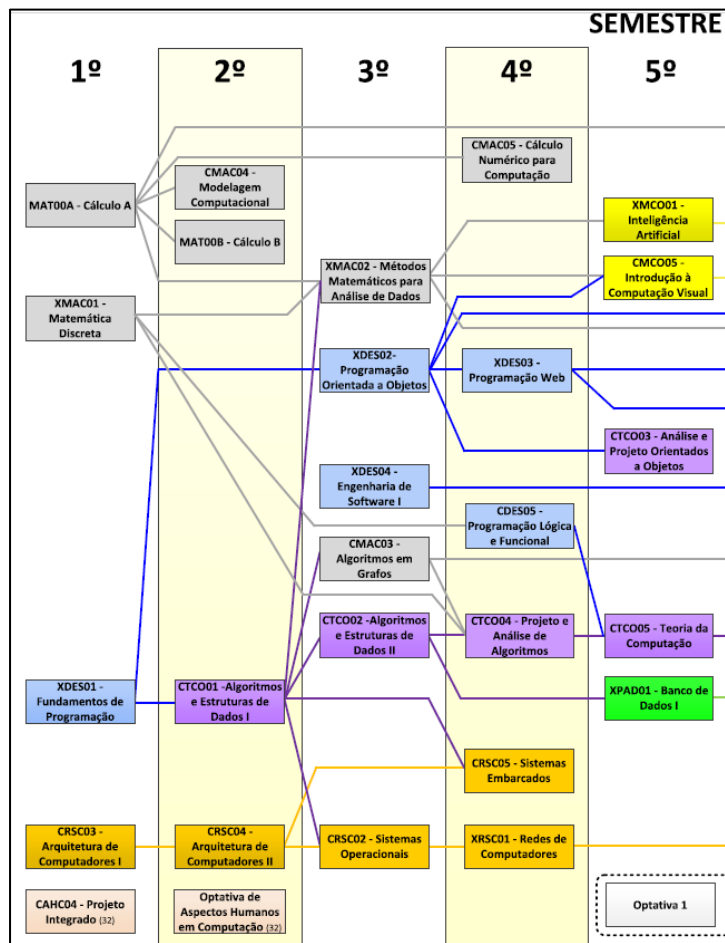 SEMESTRE
1º
2º
3º
4º
5º
MAT00A - Cálculo A
XMAC01 -
Matemática
Discreta
XDES01 -
Fundamentos de
Programação
CRSC03 -
Arquitetura de
Computadores I
CAHC04 - Projeto
Integrado (32)
CMAC04 -
Modelagem
Computacional
MAT00B - Cálculo B
CTCO01 -Algoritmos
e Estruturas de
Dados I
CRSC04 -
Arquitetura de
Computadores II
Optativa de
Aspectos Humanos
em Computação (32)
XMAC02 - Métodos
Matemáticos para
Análise de Dados
XDES02-
Programação
Orientada a Objetos
XDES04 -
Engenharia de
Software I
CMAC03 -
Algoritmos em
Grafos
CTCO02 -Algoritmos
e Estruturas de
Dados II
CRSC02 - Sistemas
Operacionais
CMAC05 - Cálculo
Numérico para
Computação
XDES03 -
Programação Web
CDES05 -
Programação Lógica
e Funcional
CTCO04 - Projeto e
Análise de
Algoritmos
CRSC05 - Sistemas
Embarcados
XRSC01 - Redes de
Computadores
XMCO01 -
Inteligência
Artificial
CMCO05 -
Introdução à
Computação Visual
CTCO03 - Análise e
Projeto Orientados
a Objetos
CTCO05 - Teoria da
Computação
XPAD01 - Banco de
Dados I
Optativa 1